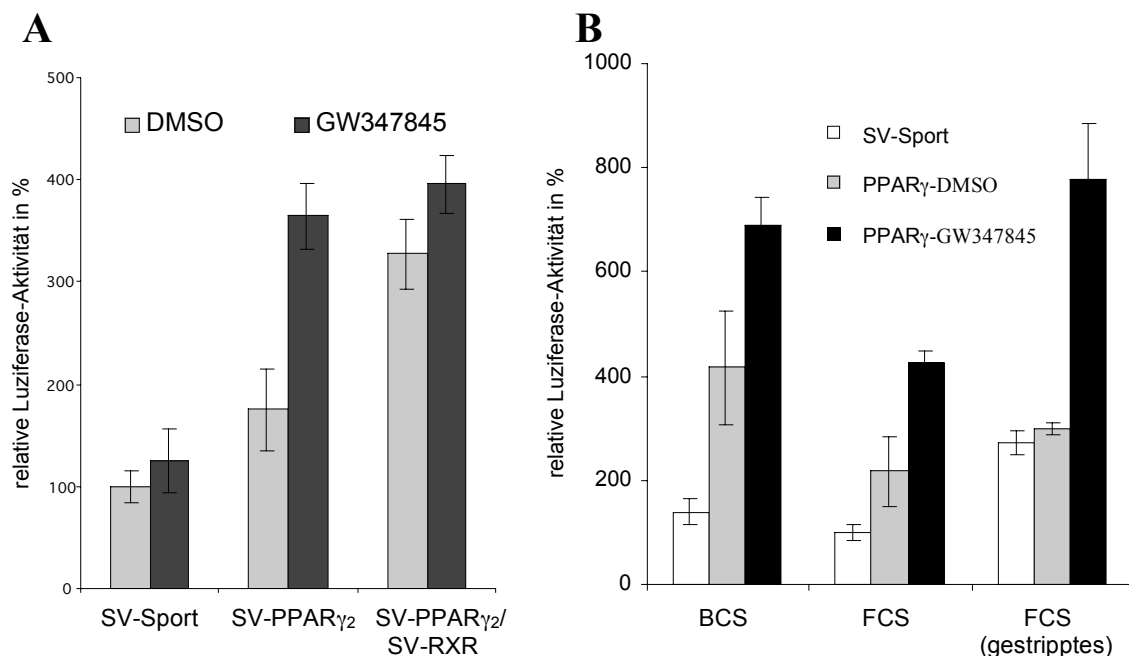 A
relative Luziferase-Aktivität in %
500
400
300
200
100
0
DMSO
GW347845
SV-Sport
SV-PPARγ₂
SV-PPARγ₂/
SV-RXR
B
relative Luziferase-Aktivität in %
1000
800
600
400
200
0
SV-Sport
PPARγ-DMSO
PPARγ-GW347845
BCS
FCS
FCS
(gestripptes)